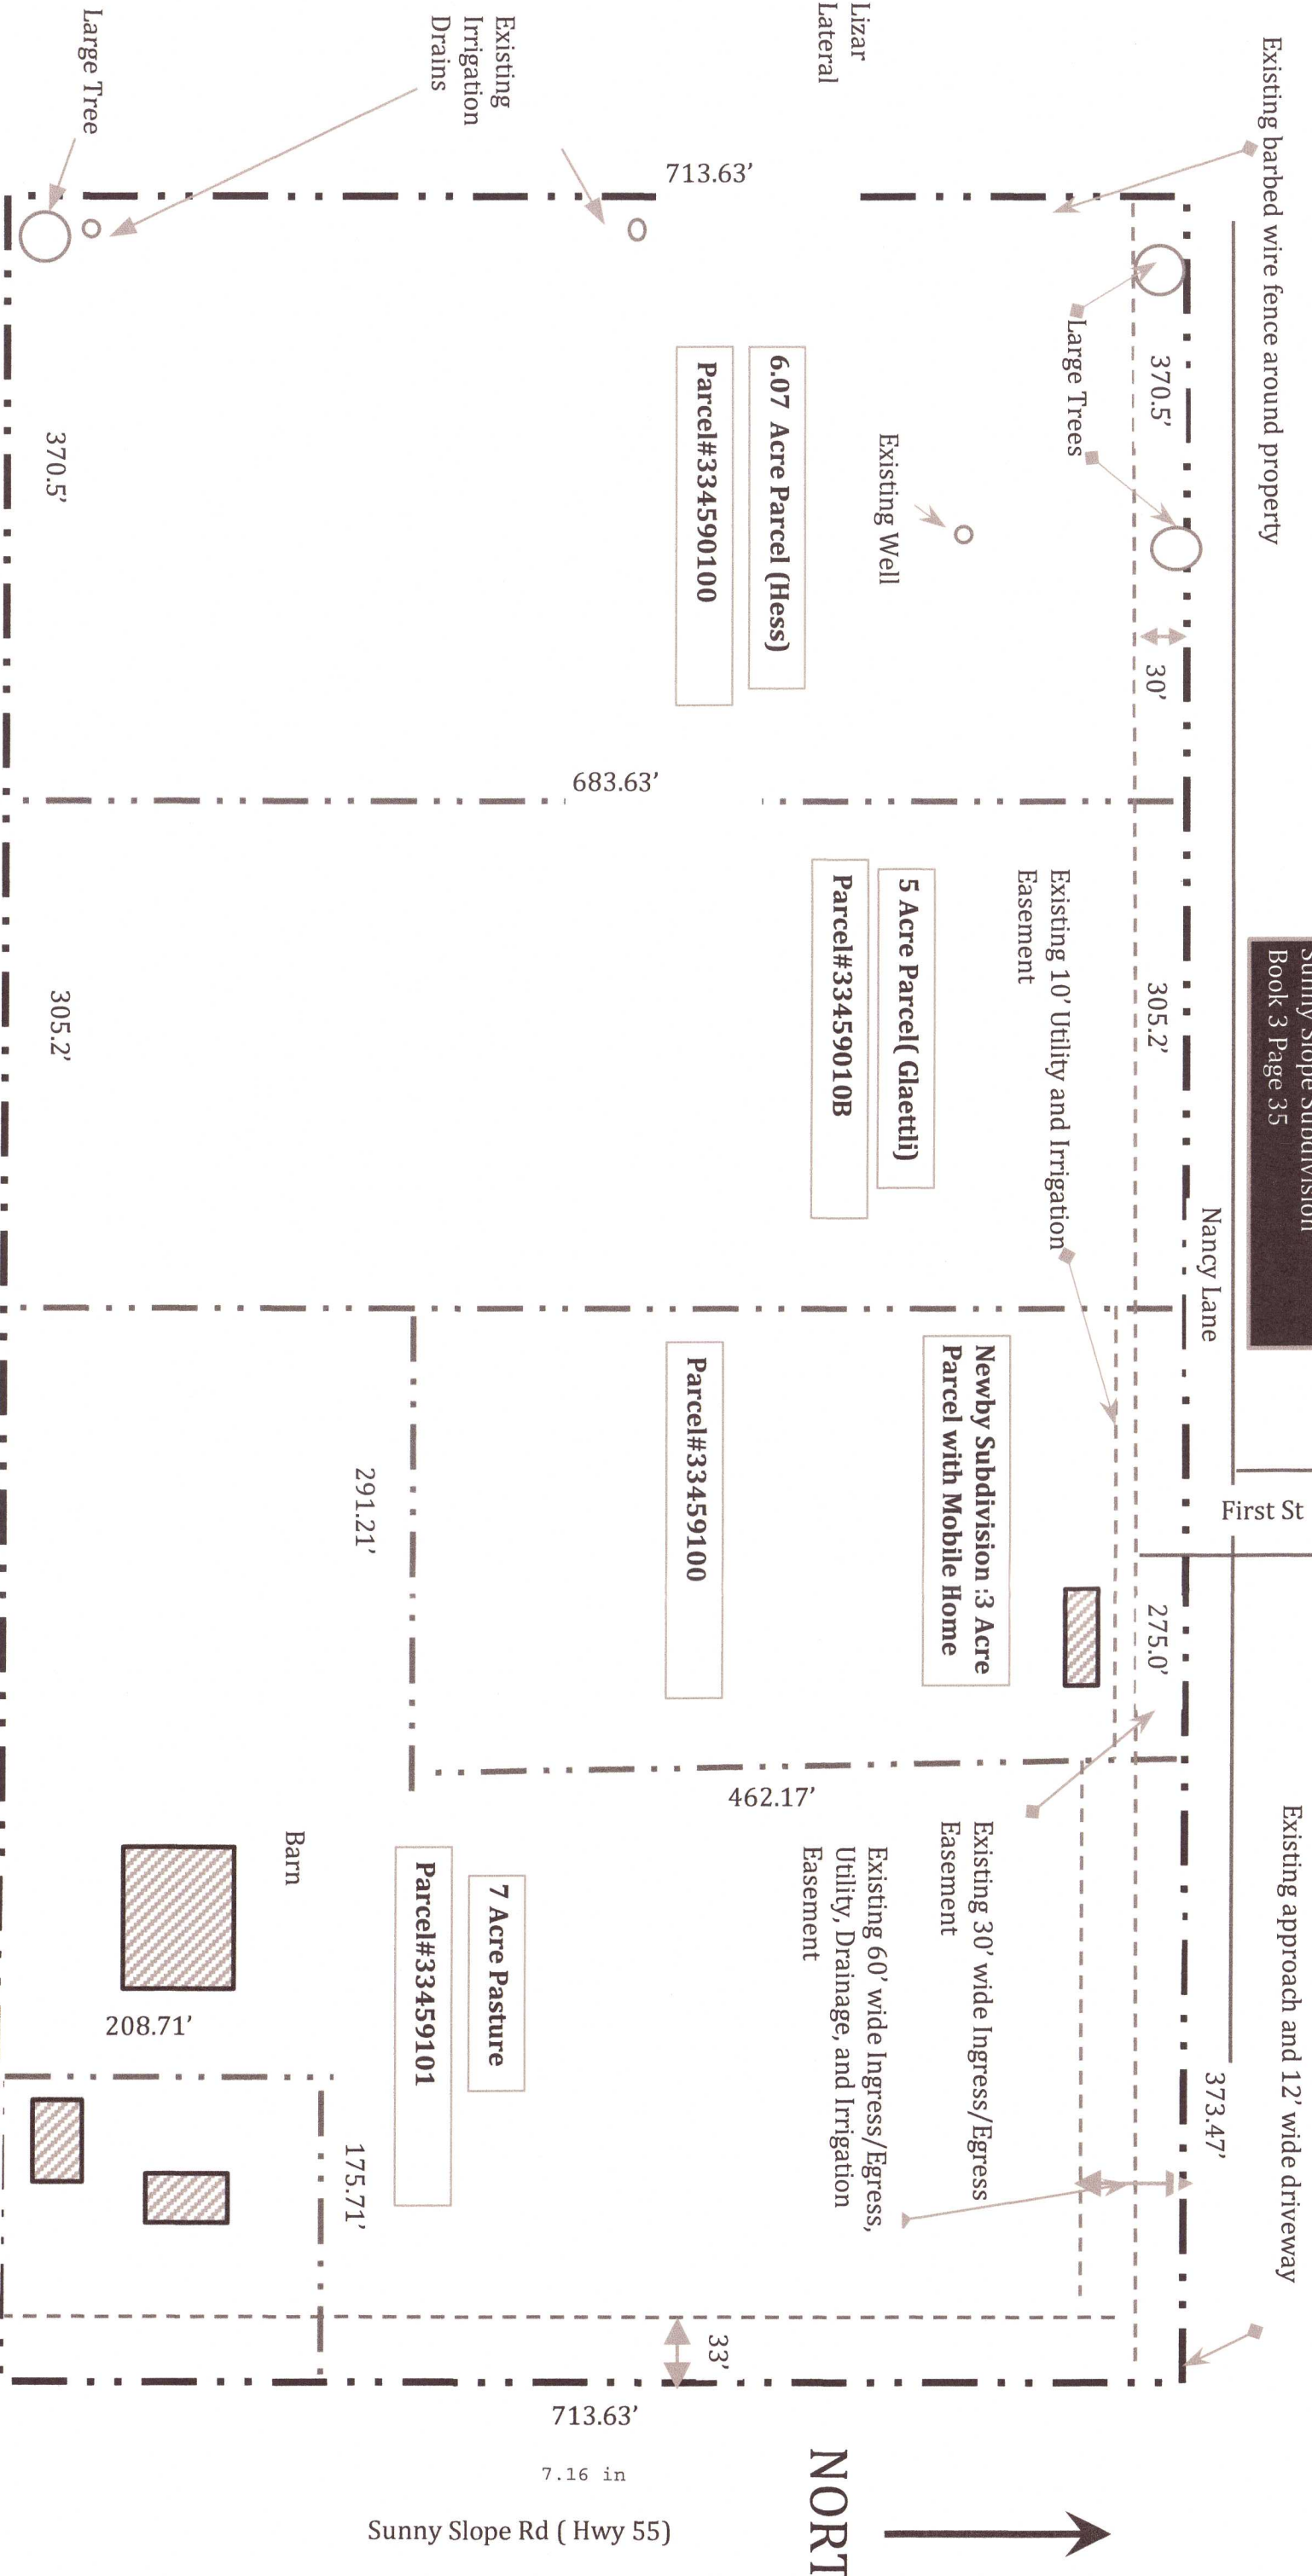 Existing barbed wire fence around property
Sunny Slope Subdivision
Book 3 Page 35
Existing approach and 12' wide driveway
Nancy Lane
First St
373.47'
370.5'
30'
305.2'
275.0'
Large Trees
Existing 10' Utility and Irrigation
Easement
Lizar
Lateral
Existing Well
Newby Subdivision :3 Acre
Parcel with Mobile Home
Existing 30' wide Ingress/Egress
Easement
Existing 60' wide Ingress/Egress,
Utility, Drainage, and Irrigation
Easement
5 Acre Parcel( Glaettli)
Parcel#33459010B
6.07 Acre Parcel (Hess)
Parcel#334590100
Parcel#33459100
713.63'
683.63'
462.17'
33'
713.63'
7.16 in
Sunny Slope Rd ( Hwy 55)
NORT
Existing
Irrigation
Drains
7 Acre Pasture
Parcel#33459101
291.21'
175.71'
Barn
208.71'
Large Tree
370.5'
305.2'